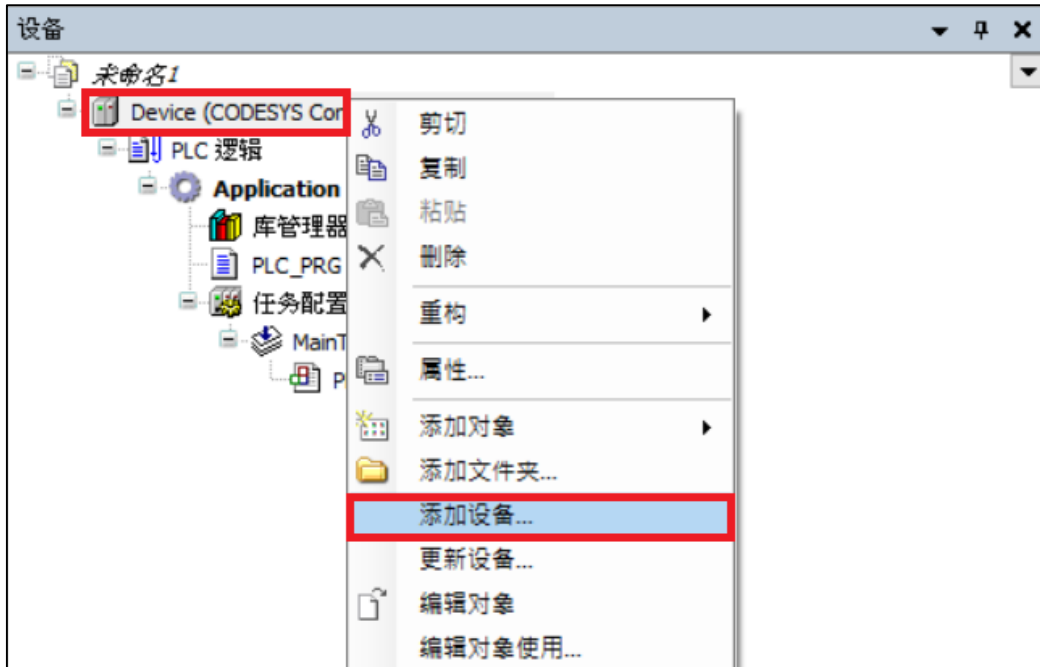 设备
未命名1
Device (CODESYS Cor
PLC 逻辑
Application
库管理器
PLC_PRG
任务配置
MainT
P
剪切
复制
粘贴
删除
重构
属性...
添加对象
添加文件夹...
添加设备...
更新设备...
编辑对象
编辑对象使用...